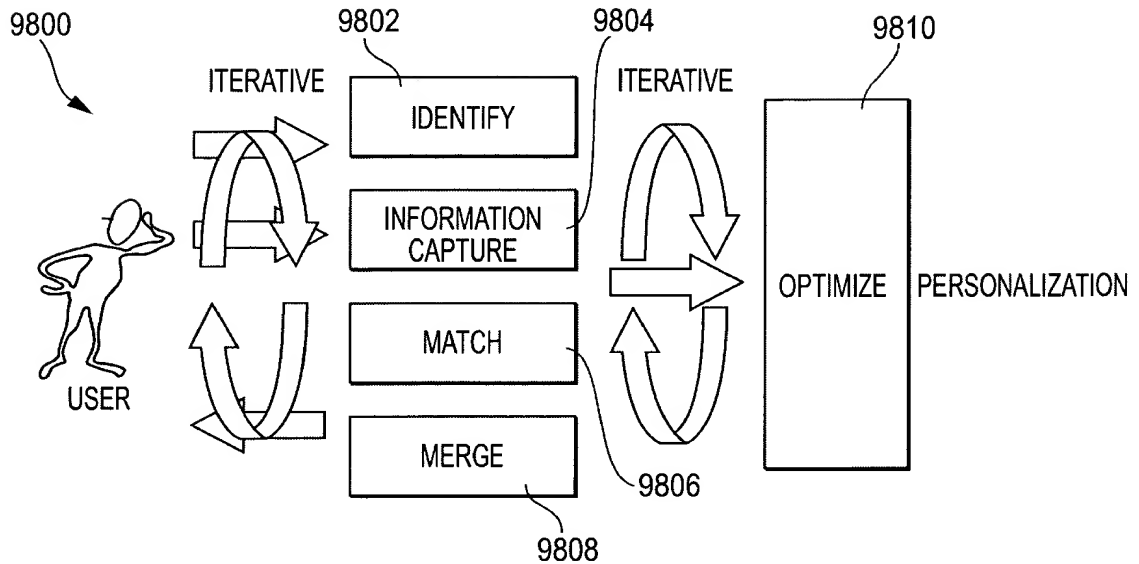 9800
9802
9804
9810
ITERATIVE
ITERATIVE
IDENTIFY
INFORMATION
CAPTURE
OPTIMIZE
PERSONALIZATION
MATCH
USER
MERGE
9806
9808